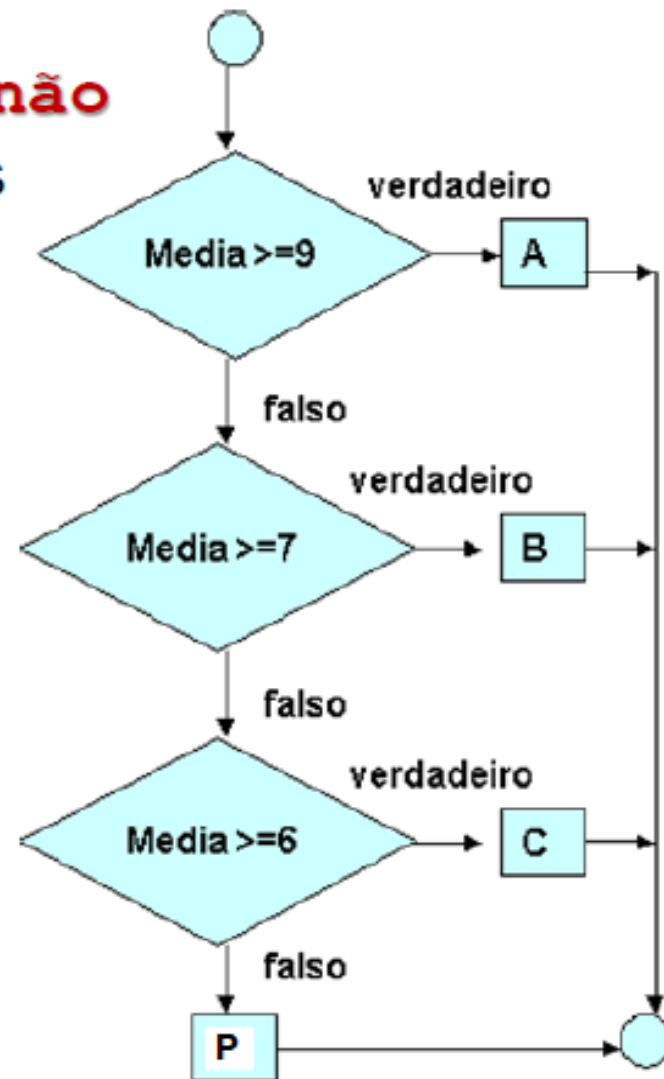 não
s
verdadeiro
Media >=9
A
falso
verdadeiro
Media >=7
B
falso
verdadeiro
Media >=6
C
falso
P